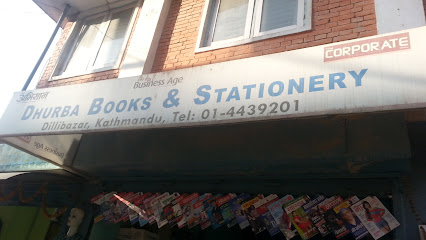 Business Age
CORPORATE
DHURBA BOOKS & STATIONERY
Dillibazar, Kathmandu, Tel: 01-4439201